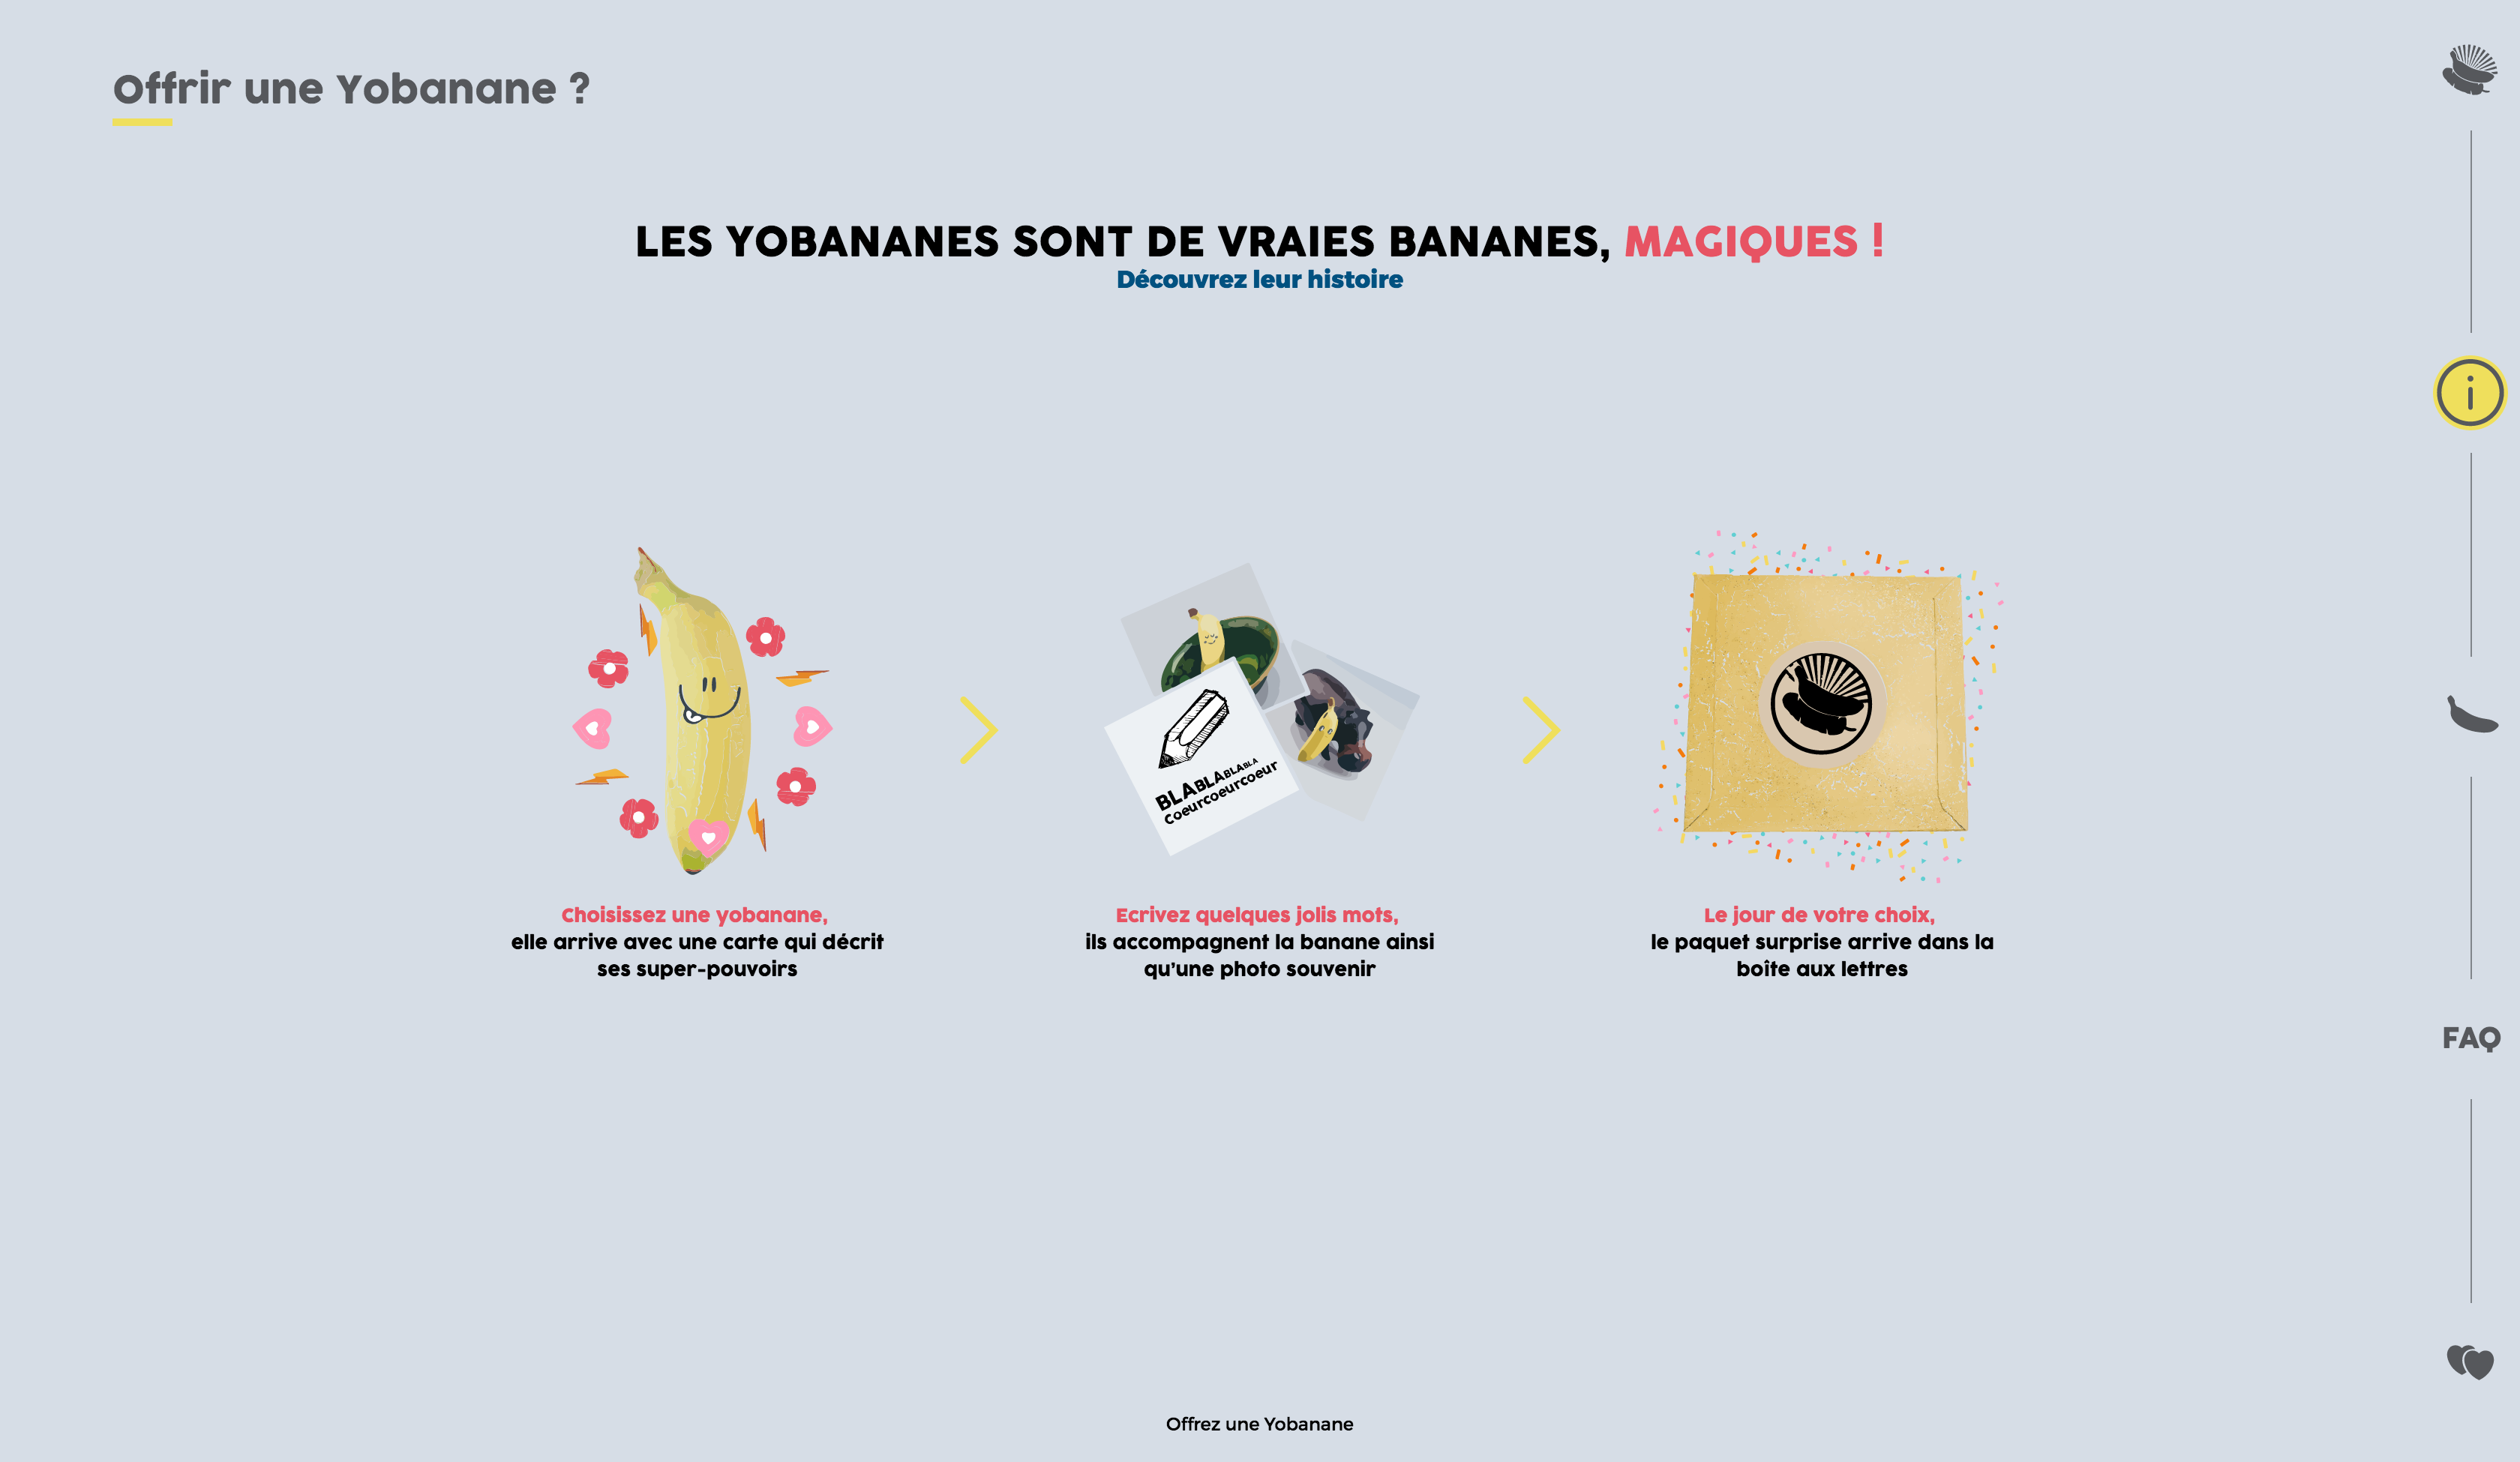 Offrir une Yobanane ?
LES YOBANANES SONT DE VRAIES BANANES, MAGIQUES !
Découvrez leur histoire
BLABLABLABLABLA
Coeurcoeurcoeur
Choisissez une yobanane,
elle arrive avec une carte qui décrit
ses super-pouvoirs
Ecrivez quelques jolis mots,
ils accompagnent la banane ainsi
qu'une photo souvenir
Le jour de votre choix,
le paquet surprise arrive dans la
boîte aux lettres
i
FAQ
Offrez une Yobanane